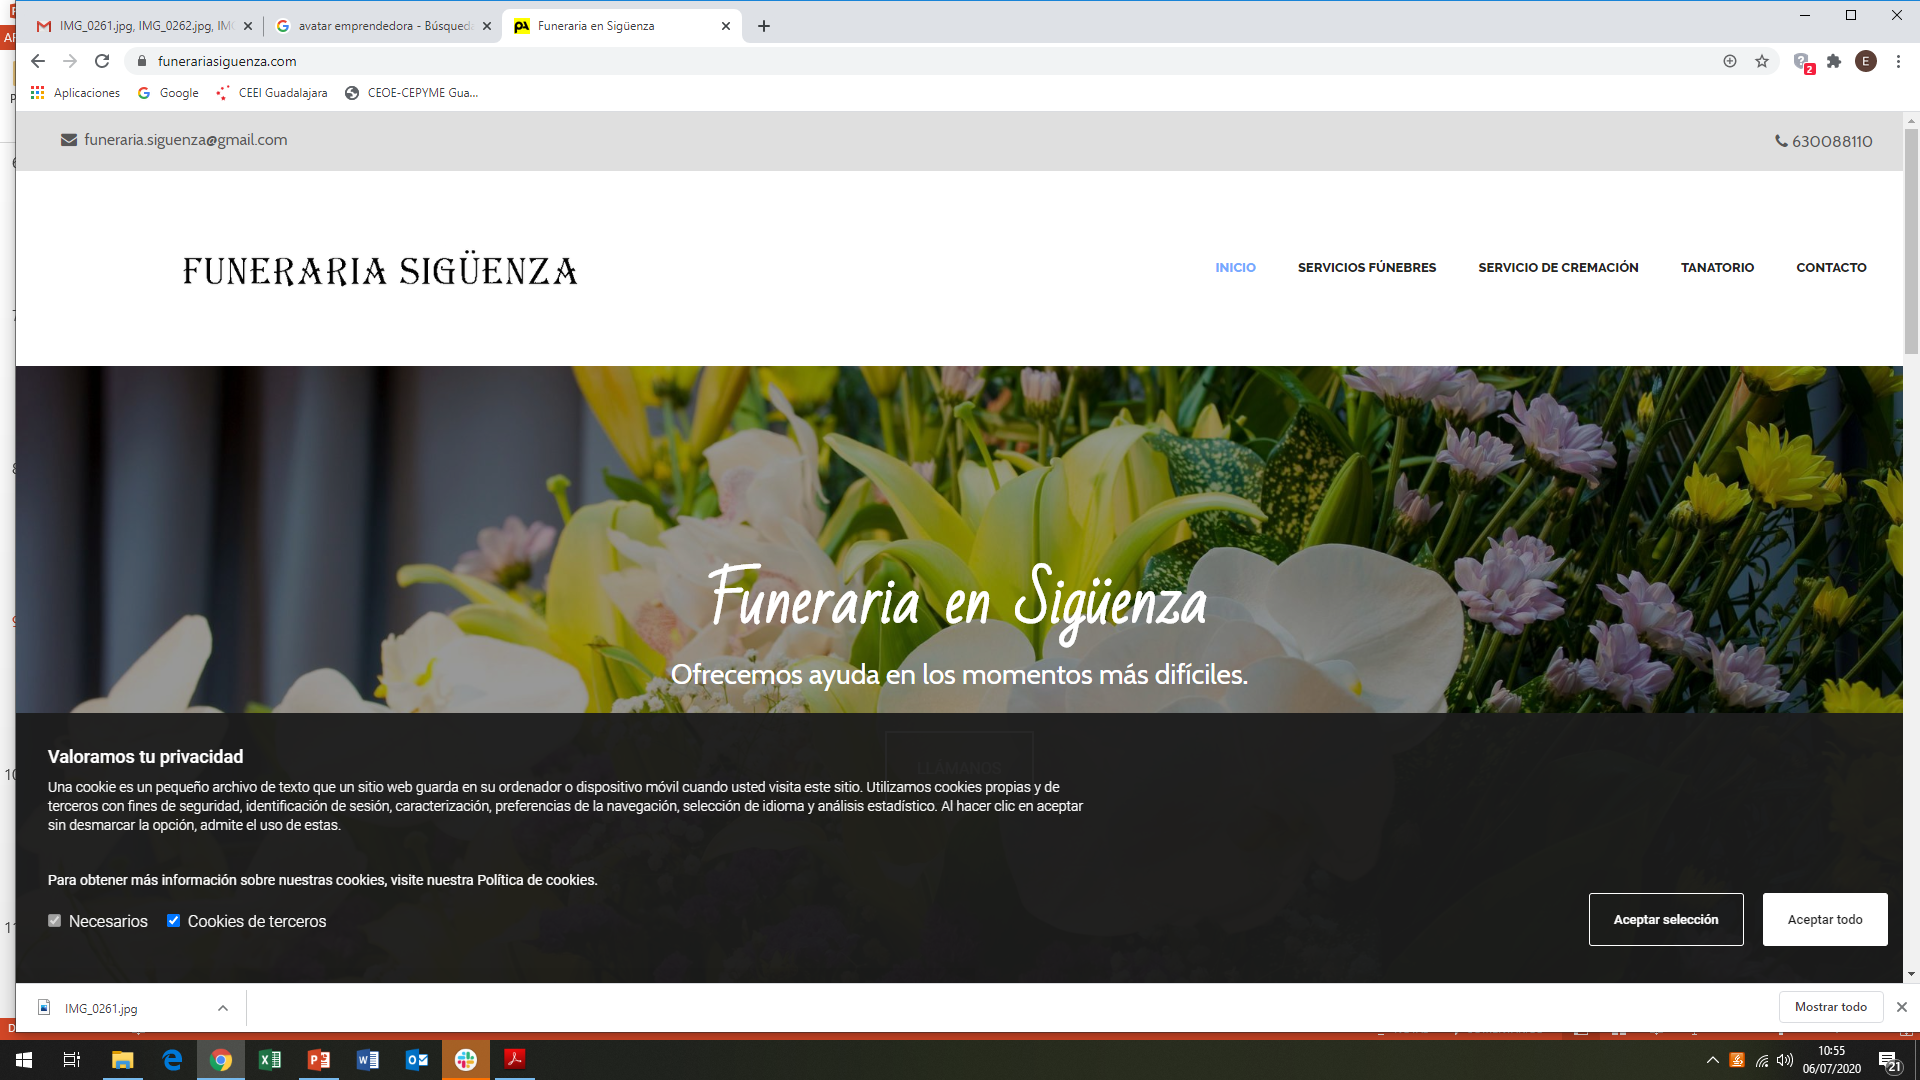 IMG_0261.jpg, IMG_0262.jpg, IM
avatar emprendedora - Búsqueda
Funeraria en Sigüenza
funerariasiguenza.com
E
2
Aplicaciones
Google
CEEI Guadalajara
CEOE-CEPYME Gua...
funeraria.siguenza@gmail.com
630088110
FUNERARIA SIGÜENZA
INICIO
SERVICIOS FÚNEBRES
SERVICIO DE CREMACIÓN
TANATORIO
CONTACTO
Funeraria en Sigüenza
Ofrecemos ayuda en los momentos más difíciles.
LLÁMANOS
Valoramos tu privacidad
Una cookie es un pequeño archivo de texto que un sitio web guarda en su ordenador o dispositivo móvil cuando usted visita este sitio. Utilizamos cookies propias y de
terceros con fines de seguridad, identificación de sesión, caracterización, preferencias de la navegación, selección de idioma y análisis estadístico. Al hacer clic en aceptar
sin desmarcar la opción, admite el uso de estas.
Para obtener más información sobre nuestras cookies, visite nuestra Política de cookies.
Necesarios
Cookies de terceros
Aceptar selección
Aceptar todo
IMG_0261.jpg
Mostrar todo
10:55
06/07/2020
21